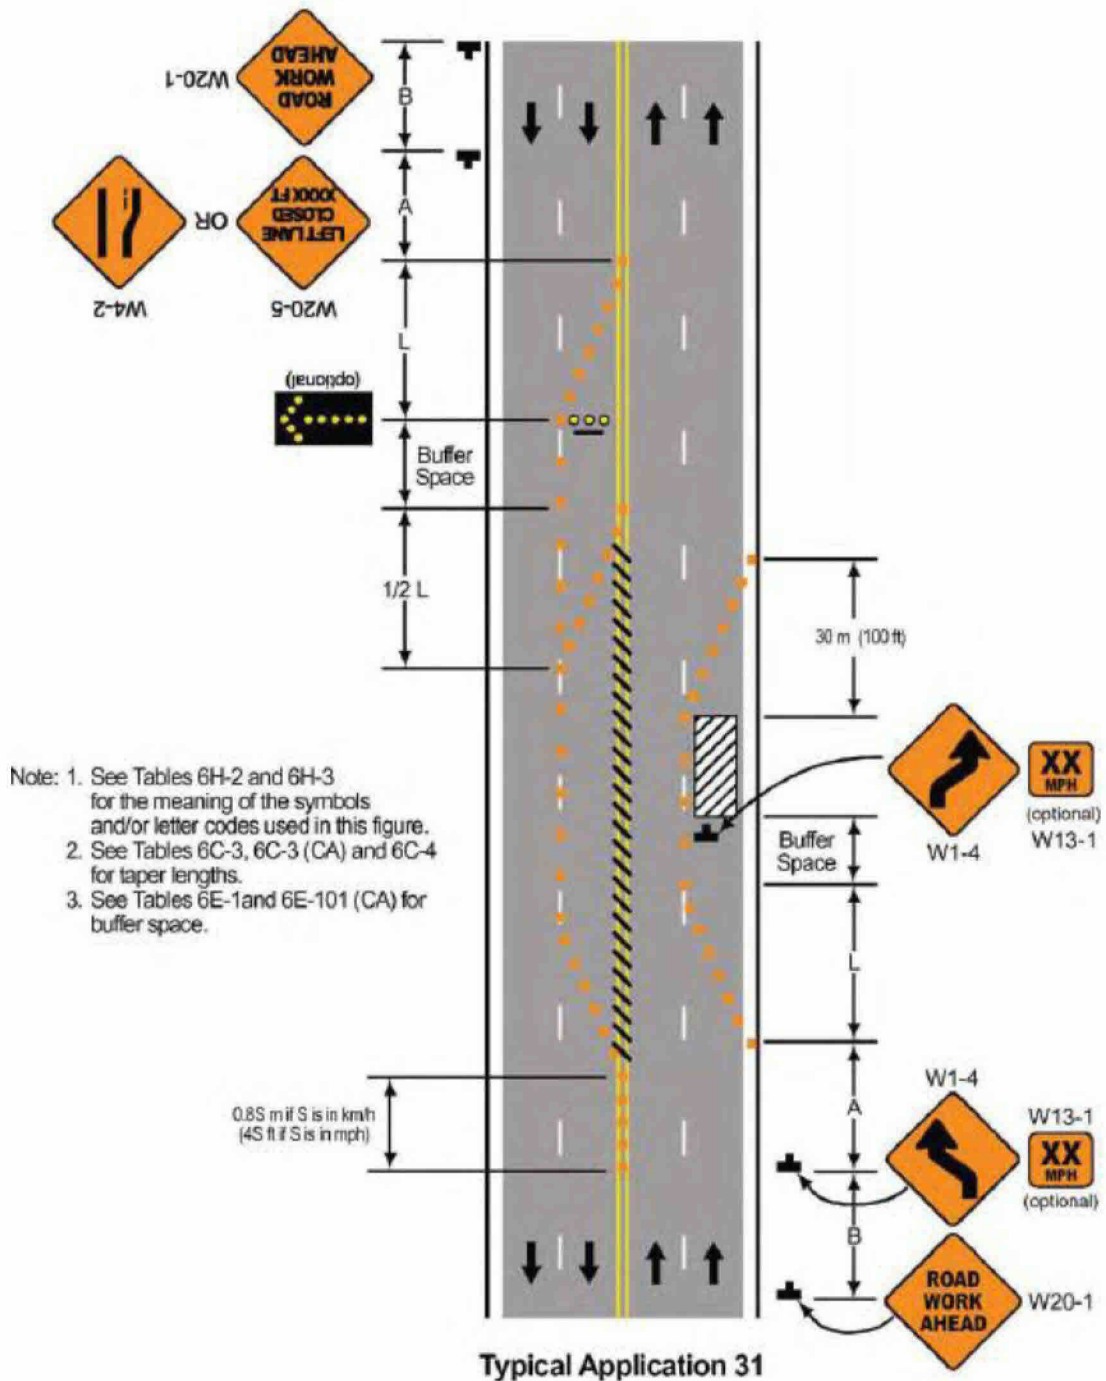 W20-1
ROAD
WORK
AHEAD
B
A
W4-2
OR
LEFT LANE
CLOSED
XXXX FT
W20-5
L
(optional)
Buffer
Space
1/2 L
30 m (100 ft)
Note: 1. See Tables 6H-2 and 6H-3
for the meaning of the symbols
and/or letter codes used in this figure.
2. See Tables 6C-3, 6C-3 (CA) and 6C-4
for taper lengths.
3. See Tables 6E-1and 6E-101 (CA) for
buffer space.
XX
MPH
(optional)
W13-1
W1-4
Buffer
Space
L
0.8S m if S is in km/h
(4S ft if S is in mph)
A
W1-4
W13-1
XX
MPH
(optional)
B
ROAD
WORK
AHEAD
W20-1
Typical Application 31